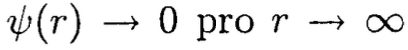 ψ(r) → 0 pro r → ∞